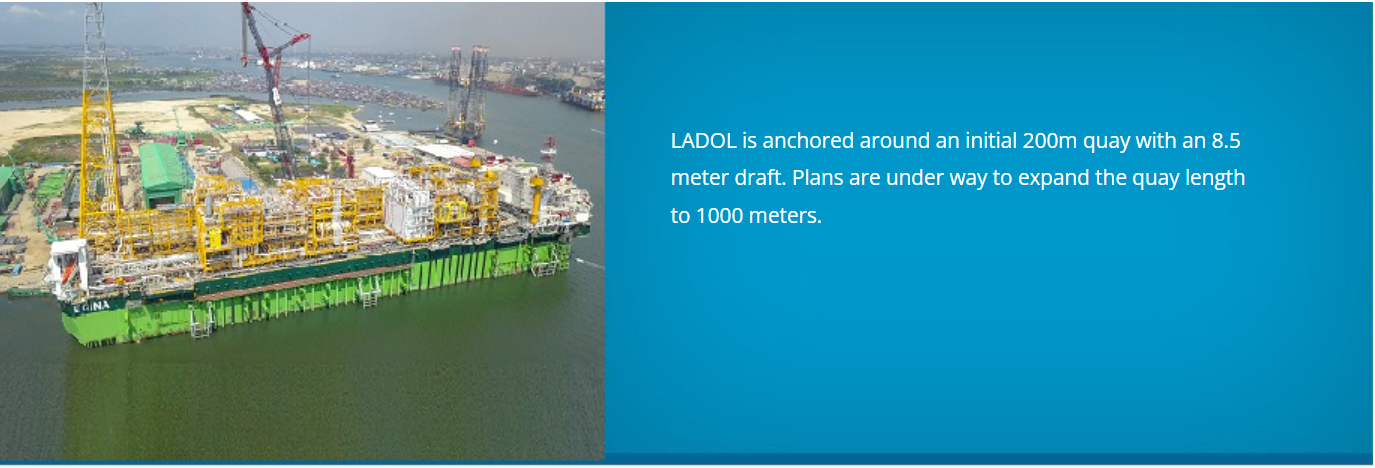 LADOL is anchored around an initial 200m quay with an 8.5
meter draft. Plans are under way to expand the quay length
to 1000 meters.
EGINA